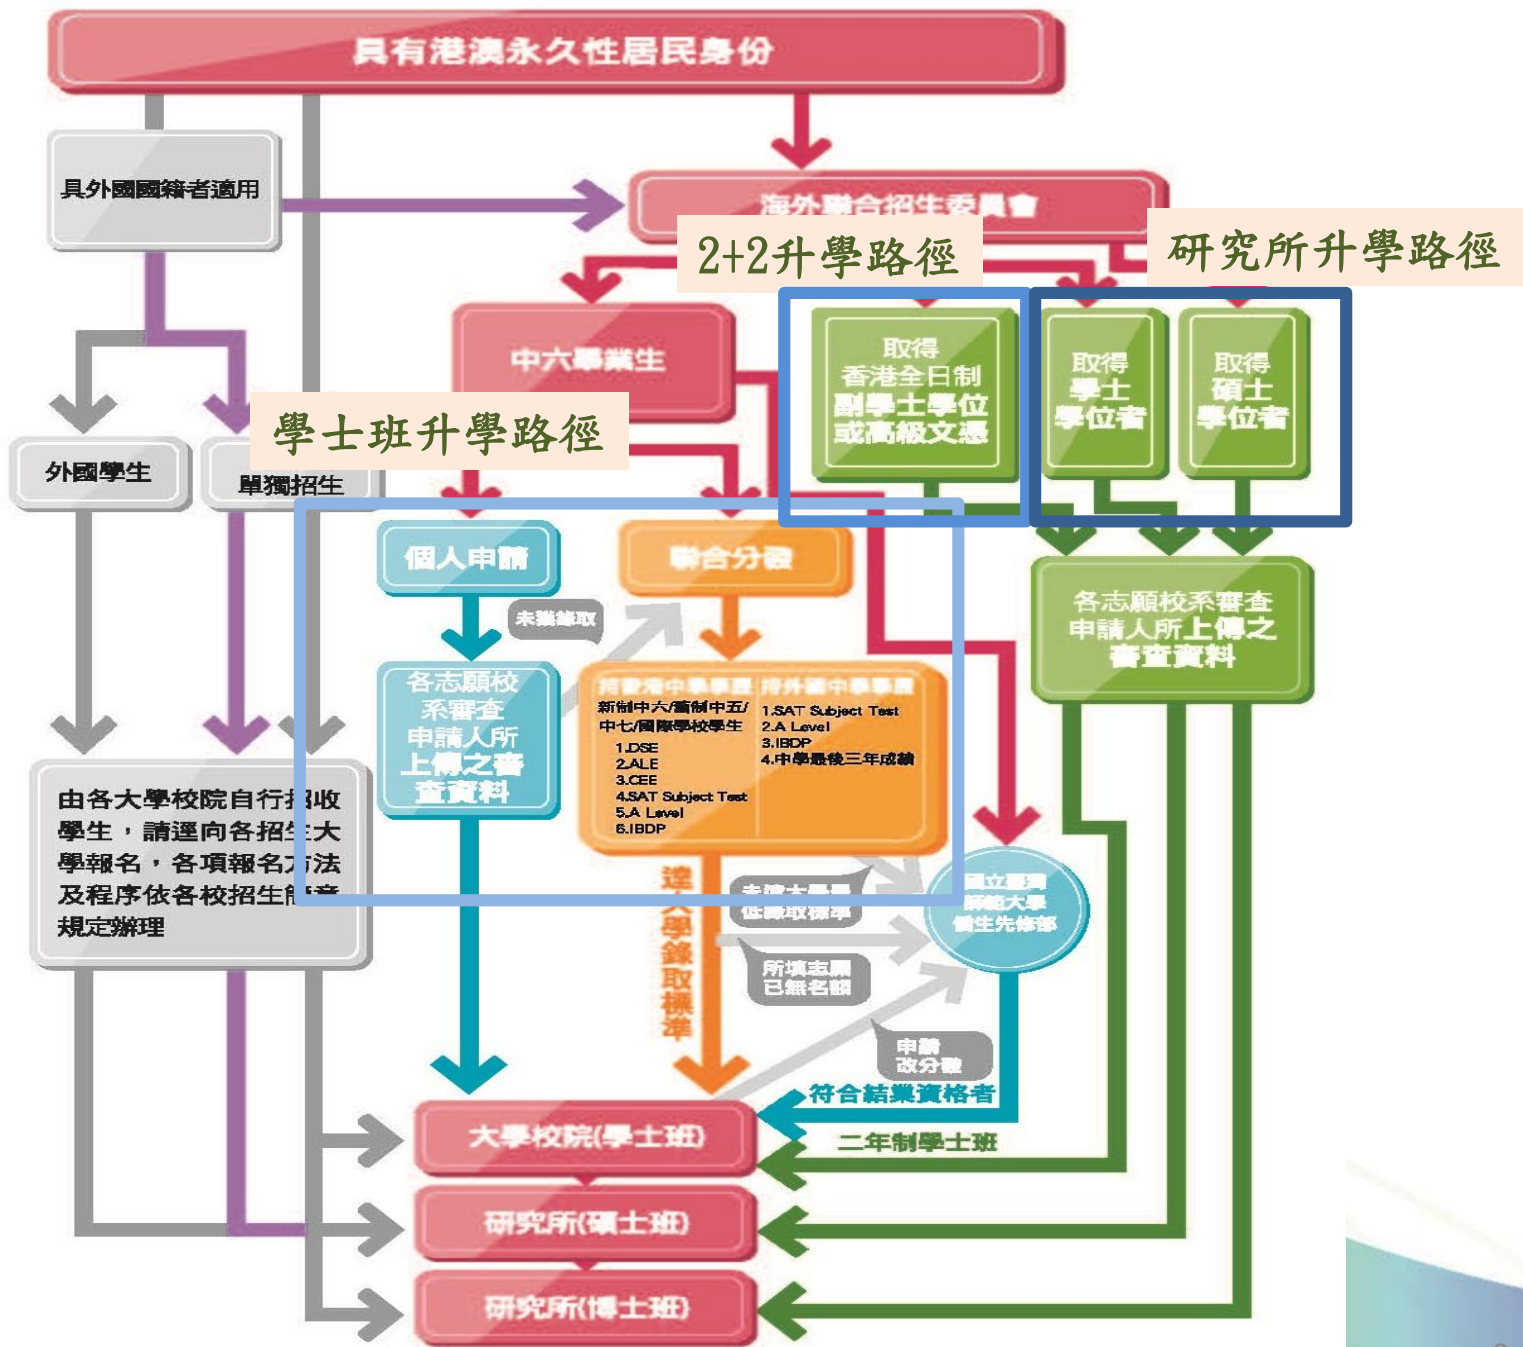 具有港澳永久性居民身份
具外國國籍者適用
海外聯合招生委員會
2+2升學路徑
研究所升學路徑
中六畢業生
取得
香港全日制
副學士學位
或高級文憑
取得
學士
學位者
取得
碩士
學位者
學士班升學路徑
外國學生
單獨招生
個人申請
聯合分發
未獲錄取
各志願校系審查
申請人所上傳之
審查資料
各志願校
系審查
申請人所
上傳之審
查資料
持香港中學學歷
新制中六/舊制中五/
中七/國際學校學生
1.DSE
2.ALE
3.CEE
4.SAT Subject Test
5.A Level
6.IBDP
持外國中學學歷
1.SAT Subject Test
2.A Level
3.IBDP
4.中學最後三年成績
由各大學校院自行招收
學生，請逕向各招生大
學報名，各項報名方法
及程序依各校招生簡章
規定辦理
達大學錄取標準
未達大學最
低錄取標準
國立臺灣
師範大學
僑生先修部
所填志願
已無名額
申請
改分發
符合結業資格者
大學校院(學士班)
二年制學士班
研究所(碩士班)
研究所(博士班)